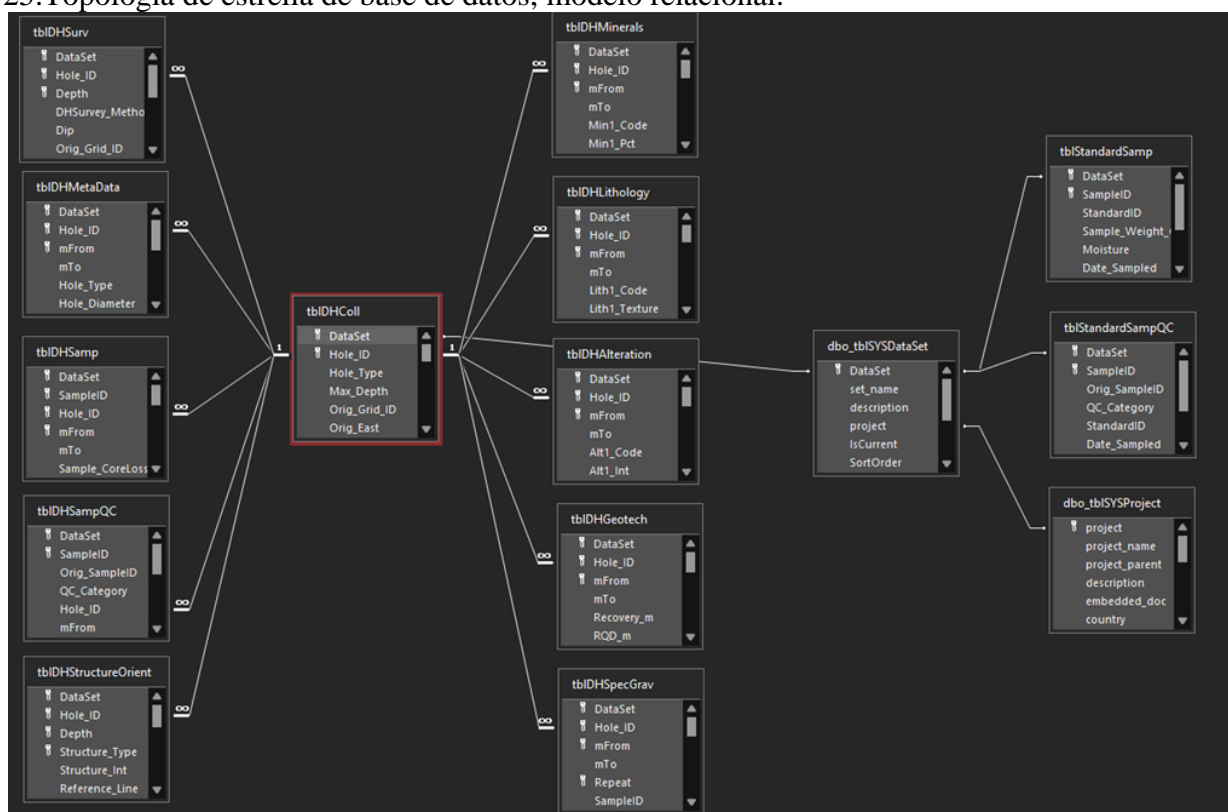 23. Topología de estrella de base de datos, modelo relacional.
tblDHSurv
DataSet
Hole_ID
Depth
DHSurvey_Metho
Dip
Orig_Grid_ID
∞
tblDHMetaData
DataSet
Hole_ID
mFrom
mTo
Hole_Type
Hole_Diameter
∞
tblDHSamp
DataSet
SampleID
Hole_ID
mFrom
mTo
Sample_CoreLoss
∞
tblDHSampQC
DataSet
SampleID
Orig_SampleID
QC_Category
Hole_ID
mFrom
∞
tblDHStructureOrient
DataSet
Hole_ID
Depth
Structure_Type
Structure_Int
Reference_Line
∞
tblDHColl
DataSet
Hole_ID
Hole_Type
Max_Depth
Orig_Grid_ID
Orig_East
1
1
tblDHMinerals
DataSet
Hole_ID
mFrom
mTo
Min1_Code
Min1_Pct
∞
tblDHLithology
DataSet
Hole_ID
mFrom
mTo
Lith1_Code
Lith1_Texture
∞
tblDHAlteration
DataSet
Hole_ID
mFrom
mTo
Alt1_Code
Alt1_Int
∞
tblDHGeotech
DataSet
Hole_ID
mFrom
mTo
Recovery_m
RQD_m
∞
tblDHSpecGrav
DataSet
Hole_ID
mFrom
mTo
Repeat
SampleID
∞
dbo_tblSYSDataSet
DataSet
set_name
description
project
IsCurrent
SortOrder
tblStandardSamp
DataSet
SampleID
StandardID
Sample_Weight_
Moisture
Date_Sampled
tblStandardSampQC
DataSet
SampleID
Orig_SampleID
QC_Category
StandardID
Date_Sampled
dbo_tblSYSProject
project
project_name
project_parent
description
embedded_doc
country